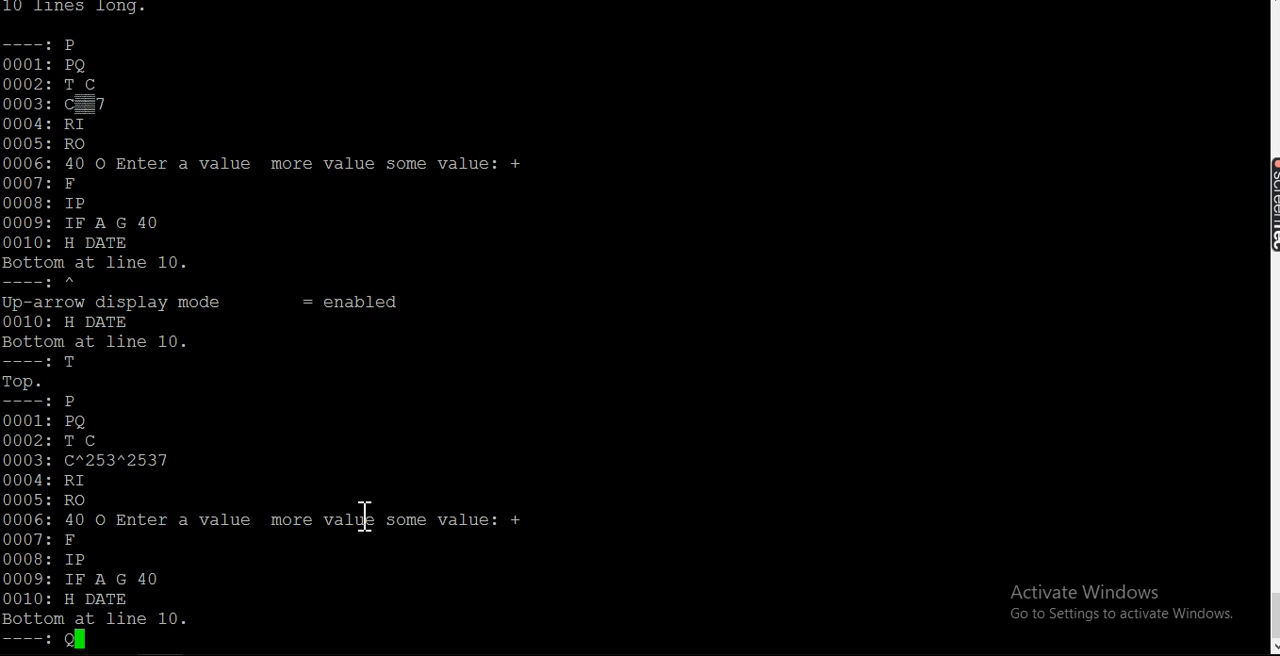 10 lines long.
----: P
0001: PQ
0002: T C
0003: C▒▒7
0004: RI
0005: RO
0006: 40 O Enter a value  more value some value: +
0007: F
0008: IP
0009: IF A G 40
0010: H DATE
Bottom at line 10.
----: ^
Up-arrow display mode        = enabled
0010: H DATE
Bottom at line 10.
----: T
Top.
----: P
0001: PQ
0002: T C
0003: C^253^2537
0004: RI
0005: RO
0006: 40 O Enter a value  more value some value: +
0007: F
0008: IP
0009: IF A G 40
0010: H DATE
Bottom at line 10.
----: Q
Activate Windows
Go to Settings to activate Windows.